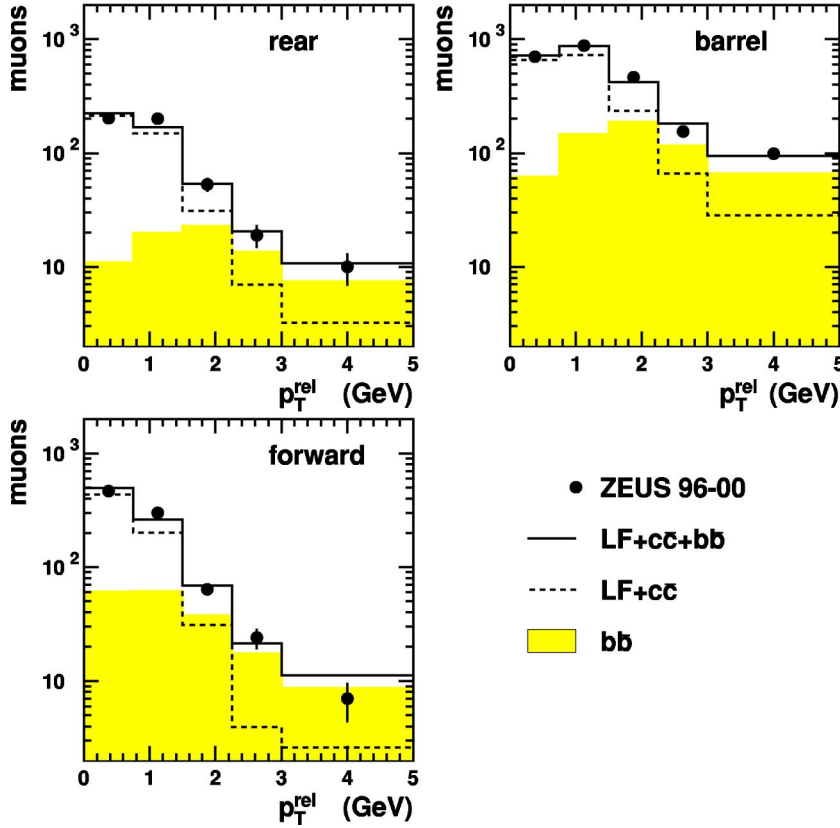 muons
10³
10²
10
rear
0 1 2 3 4 5
p_T^rel (GeV)
muons
10³
10²
10
barrel
0 1 2 3 4 5
p_T^rel (GeV)
muons
10³
10²
10
forward
0 1 2 3 4 5
p_T^rel (GeV)
ZEUS 96-00
LF+cc̄+bb̄
LF+cc̄
bb̄